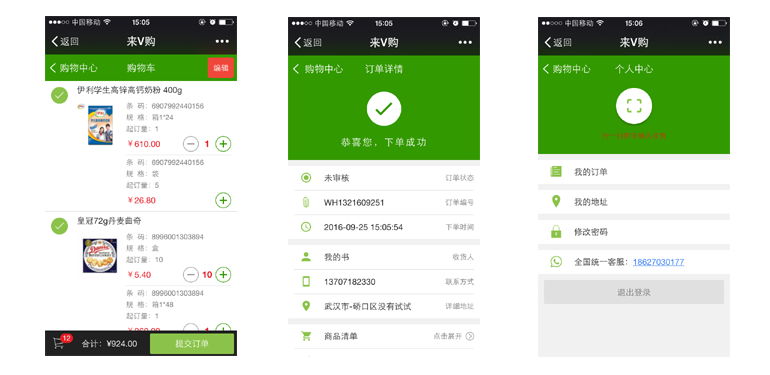 中国移动
15:05
返回
来V购
购物中心
购物车
编辑
伊利学生高锌高钙奶粉 400g
条 码：6907992440156
规 格：箱1*24
起订量：1
￥610.00
1
条 码：6907992440156
规 格：袋
起订量：5
￥26.80
皇冠72g丹麦曲奇
条 码：8996001303894
规 格：盒
起订量：10
￥5.40
10
条 码：8996001303894
规 格：箱1*48
起订量：1
12
合计：¥924.00
提交订单
中国移动
15:05
返回
来V购
购物中心
订单详情
恭喜您，下单成功
未审核
订单状态
WH1321609251
订单编号
2016-09-25 15:05:54
下单时间
我的书
收货人
13707182330
联系方式
武汉市-硚口区没有试试
详细地址
商品清单
点击展开
中国移动
15:06
返回
来V购
购物中心
个人中心
我的订单
我的地址
修改密码
全国统一客服：18627030177
退出登录